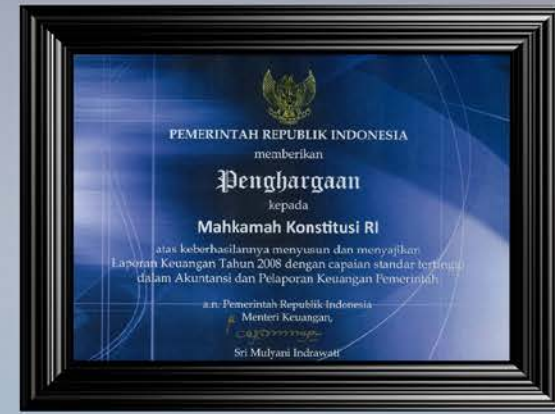 PEMERINTAH REPUBLIK INDONESIA
memberikan
Penghargaan
kepada
Mahkamah Konstitusi RI
atas keberhasilannya menyusun dan menyajikan
Laporan Keuangan Tahun 2008 dengan capaian standar tertinggi
dalam Akuntansi dan Pelaporan Keuangan Pemerintah
a.n. Pemerintah Republik Indonesia
Menteri Keuangan,
Sri Mulyani Indrawati